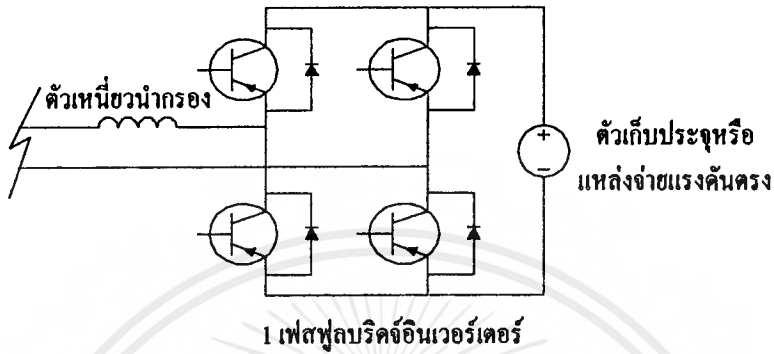 ตัวเหนี่ยวนำกรอง
+
−
ตัวเก็บประจุหรือ
แหล่งจ่ายแรงดันตรง
1 เฟสฟูลบริดจ์อินเวอร์เตอร์